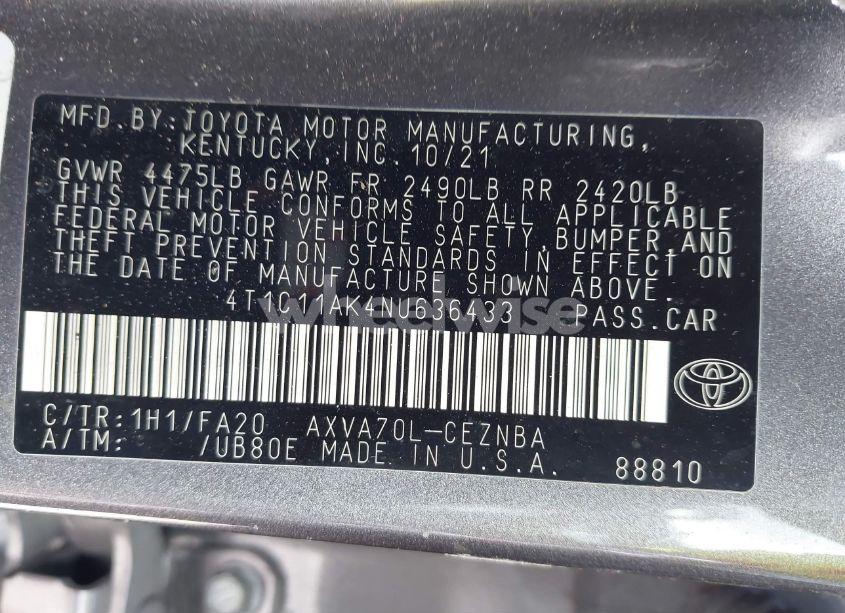 MFD.BY:TOYOTA MOTOR MANUFACTURING,
KENTUCKY,INC. 10/21
GVWR 4475LB GAWR FR 2490LB RR 2420LB
THIS VEHICLE CONFORMS TO ALL APPLICABLE
FEDERAL MOTOR VEHICLE SAFETY,BUMPER,AND
THEFT PREVENTION STANDARDS IN EFFECT ON
THE DATE OF MANUFACTURE SHOWN ABOVE.
4T1C11AK4NU636433 PASS.CAR
wheelwise
C/TR:1H1/FA20 AXVA70L-CEZNBA
A/TM: /UB80E MADE IN U.S.A. 88810